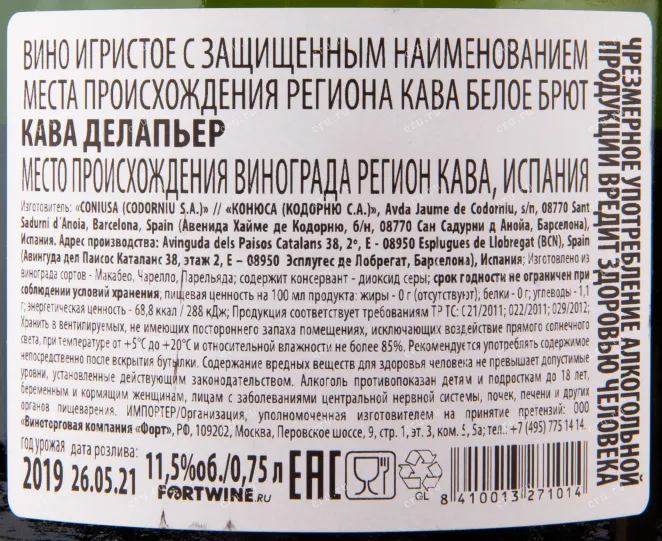 ВИНО ИГРИСТОЕ С ЗАЩИЩЕННЫМ НАИМЕНОВАНИЕМ
МЕСТА ПРОИСХОЖДЕНИЯ РЕГИОНА КАВА БЕЛОЕ БРЮТ
КАВА ДЕЛАПЬЕР
МЕСТО ПРОИСХОЖДЕНИЯ ВИНОГРАДА РЕГИОН КАВА, ИСПАНИЯ
Изготовитель: «CONIUSA (CODORNIU S.A.)» // «КОНЮСА (КОДОРНЮ С.А.)», Avda Jaume de Codorniu, s/n, 08770 Sant
Sadurni d`Anoia, Barcelona, Spain (Авенида Хайме де Кодорню, б/н, 08770 Сан Садурни д Анойа, Барселона),
Испания. Адрес производства: Avinguda dels Paisos Catalans 38, 2°, E - 08950 Esplugues de Llobregat (BCN), Spain
(Авингуда дел Паисос Каталанс 38, этаж 2, E – 08950 Эсплугес де Лобрегат, Барселона), Испания; Изготовлено из
винограда сортов - Макабео, Чарелло, Парельяда; содержит консервант - диоксид серы; срок годности не ограничен при
соблюдении условий хранения; пищевая ценность на 100 мл продукта: жиры - 0 г (отсутствуют); белки - 0 г; углеводы - 1,1
г; энергетическая ценность - 68,8 ккал / 288 кДж; Продукция соответствует требованиям ТР ТС: 021/2011; 022/2011; 029/2012;
Хранить в вентилируемых, не имеющих постороннего запаха помещениях, исключающих воздействие прямого солнечного
света, при температуре от +5°С до +20°С и относительной влажности не более 85%. Рекомендуется употреблять содержимое
непосредственно после вскрытия бутылки. Содержание вредных веществ для здоровья человека не превышает допустимые
уровни, установленные действующим законодательством. Алкоголь противопоказан детям и подросткам до 18 лет,
беременным и кормящим женщинам, лицам с заболеваниями центральной нервной системы, почек, печени и других
органов пищеварения. ИМПОРТЕР/Организация, уполномоченная изготовителем на принятие претензий: ООО
«Виноторговая компания «Форт», РФ, 109202, Москва, Перовское шоссе, 9, стр. 1, эт. 3, ком. 5, 5а; тел.: +7 (495) 775 14 14.
год урожая дата розлива:
2019 26.05.21 11,5%об./0,75 л
FORTWINE.RU
EAC
GL
8 410013 271014
ЧРЕЗМЕРНОЕ УПОТРЕБЛЕНИЕ АЛКОГОЛЬНОЙ
ПРОДУКЦИИ ВРЕДИТ ЗДОРОВЬЮ ЧЕЛОВЕКА